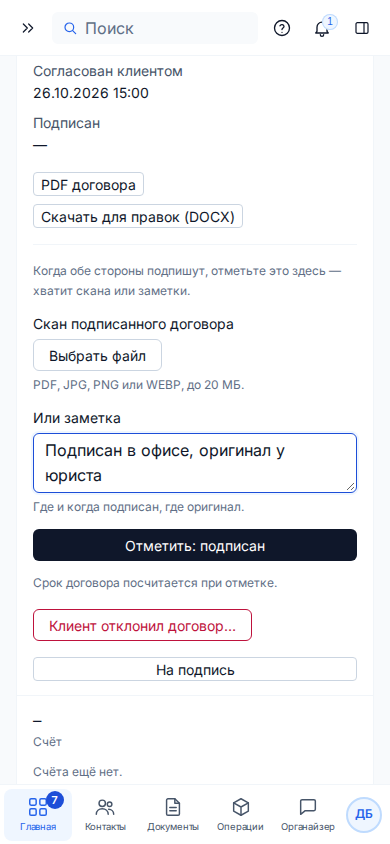 Поиск
1
Согласован клиентом
26.10.2026 15:00
Подписан
—
PDF договора
Скачать для правок (DOCX)
Когда обе стороны подпишут, отметьте это здесь —
хватит скана или заметки.
Скан подписанного договора
Выбрать файл
PDF, JPG, PNG или WEBP, до 20 МБ.
Или заметка
Подписан в офисе, оригинал у
юриста
Где и когда подписан, где оригинал.
Отметить: подписан
Срок договора посчитается при отметке.
Клиент отклонил договор...
На подпись
–
Счёт
Счёта ещё нет.
7
Главная
Контакты
Документы
Операции
Органайзер
ДБ